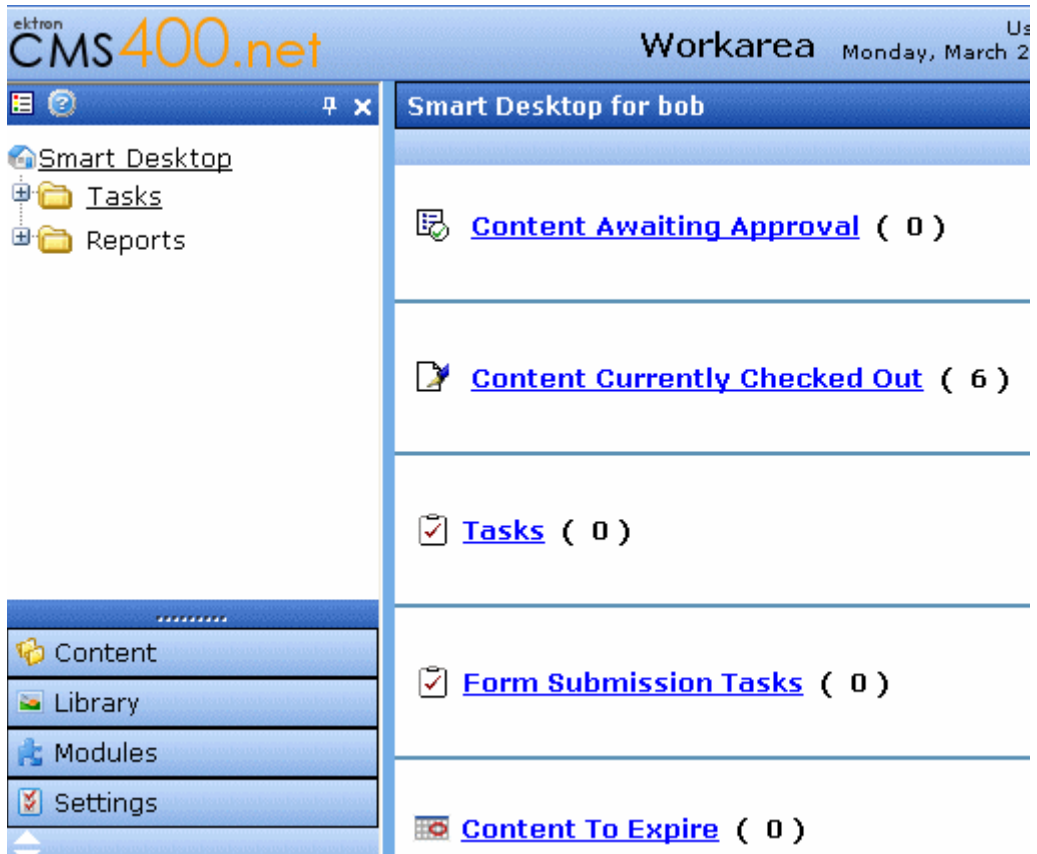 ektron
CMS400.net
Workarea
Monday, March 2
Smart Desktop for bob
Smart Desktop
Tasks
Reports
Content
Library
Modules
Settings
Content Awaiting Approval ( 0 )
Content Currently Checked Out ( 6 )
Tasks ( 0 )
Form Submission Tasks ( 0 )
Content To Expire ( 0 )